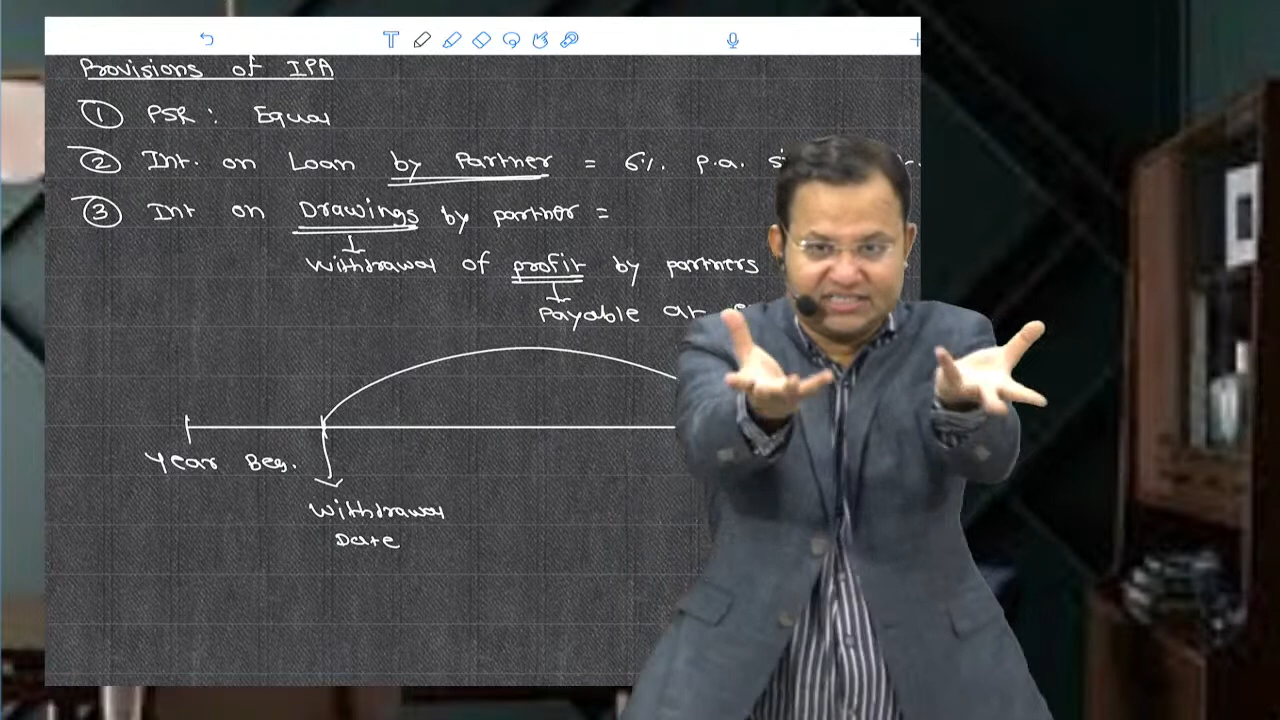 Provisions of IPA
① PSR: Equal
② Int. on Loan by Partner = 6%. p.a.
③ Int on Drawings by partner =
Withdrawal of profit by partners
Payable at
Year Beg.
Withdrawal
Date